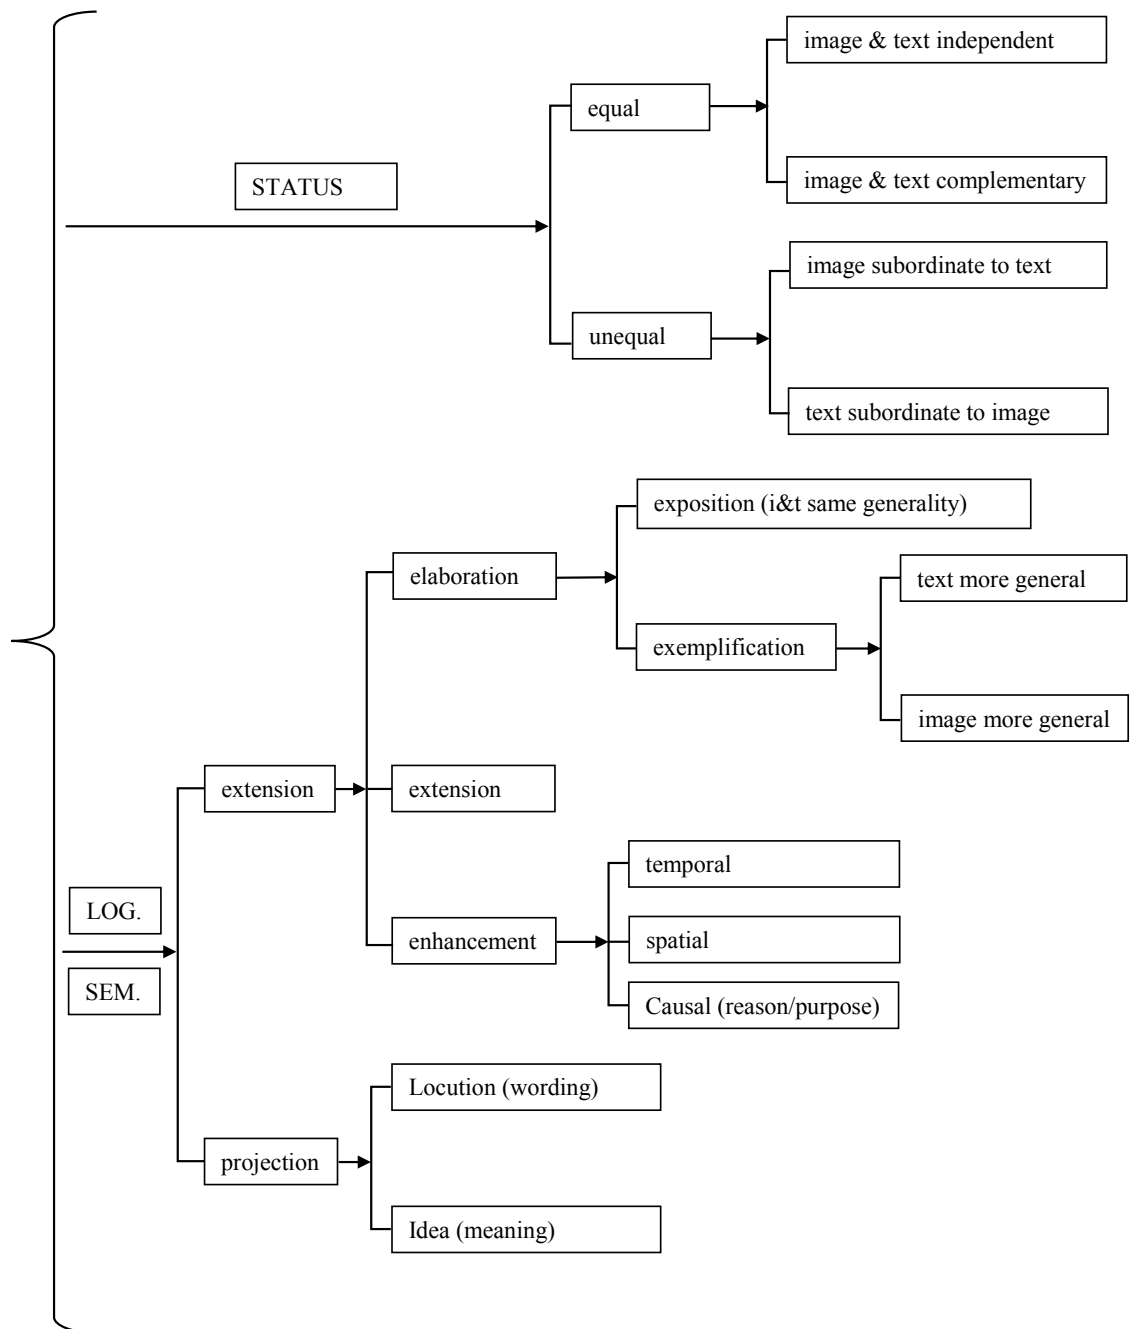 image & text independent
equal
image & text complementary
STATUS
image subordinate to text
unequal
text subordinate to image
exposition (i&t same generality)
elaboration
text more general
exemplification
image more general
extension
extension
temporal
LOG.
enhancement
spatial
SEM.
Causal (reason/purpose)
Locution (wording)
projection
Idea (meaning)